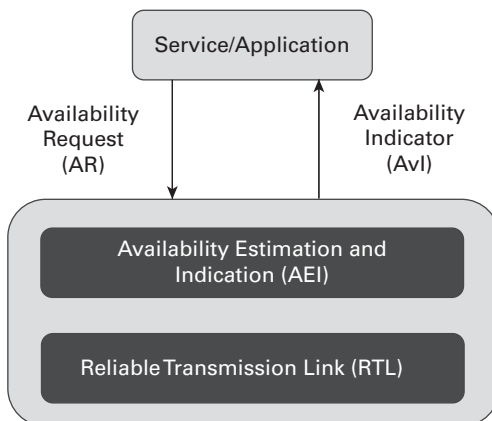 Service/Application
Availability
Request
(AR)
Availability
Indicator
(AvI)
Availability Estimation and
Indication (AEI)
Reliable Transmission Link (RTL)